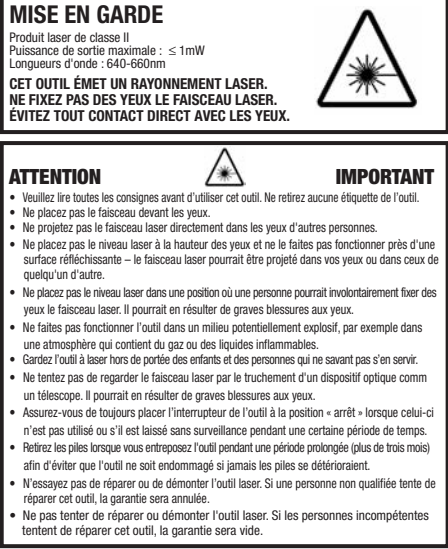 MISE EN GARDE
Produit laser de classe II
Puissance de sortie maximale : ≤ 1mW
Longueurs d'onde : 640-660nm
CET OUTIL ÉMET UN RAYONNEMENT LASER.
NE FIXEZ PAS DES YEUX LE FAISCEAU LASER.
ÉVITEZ TOUT CONTACT DIRECT AVEC LES YEUX.
ATTENTION IMPORTANT
• Veuillez lire toutes les consignes avant d'utiliser cet outil. Ne retirez aucune étiquette de l'outil.
• Ne placez pas le faisceau devant les yeux.
• Ne projetez pas le faisceau laser directement dans les yeux d'autres personnes.
• Ne placez pas le niveau laser à la hauteur des yeux et ne le faites pas fonctionner près d'une
surface réfléchissante – le faisceau laser pourrait être projeté dans vos yeux ou dans ceux de
quelqu'un d'autre.
• Ne placez pas le niveau laser dans une position où une personne pourrait involontairement fixer des
yeux le faisceau laser. Il pourrait en résulter de graves blessures aux yeux.
• Ne faites pas fonctionner l'outil dans un milieu potentiellement explosif, par exemple dans
une atmosphère qui contient du gaz ou des liquides inflammables.
• Gardez l'outil à laser hors de portée des enfants et des personnes qui ne savant pas s'en servir.
• Ne tentez pas de regarder le faisceau laser par le truchement d'un dispositif optique comm
un télescope. Il pourrait en résulter de graves blessures aux yeux.
• Assurez-vous de toujours placer l'interrupteur de l'outil à la position « arrêt » lorsque celui-ci
n'est pas utilisé ou s'il est laissé sans surveillance pendant une certaine période de temps.
• Retirez les piles lorsque vous entreposez l'outil pendant une période prolongée (plus de trois mois)
afin d'éviter que l'outil ne soit endommagé si jamais les piles se détérioraient.
• N'essayez pas de réparer ou de démonter l'outil laser. Si une personne non qualifiée tente de
réparer cet outil, la garantie sera annulée.
• Ne pas tenter de réparer ou démonter l'outil laser. Si les personnes incompétentes
tentent de réparer cet outil, la garantie sera vide.